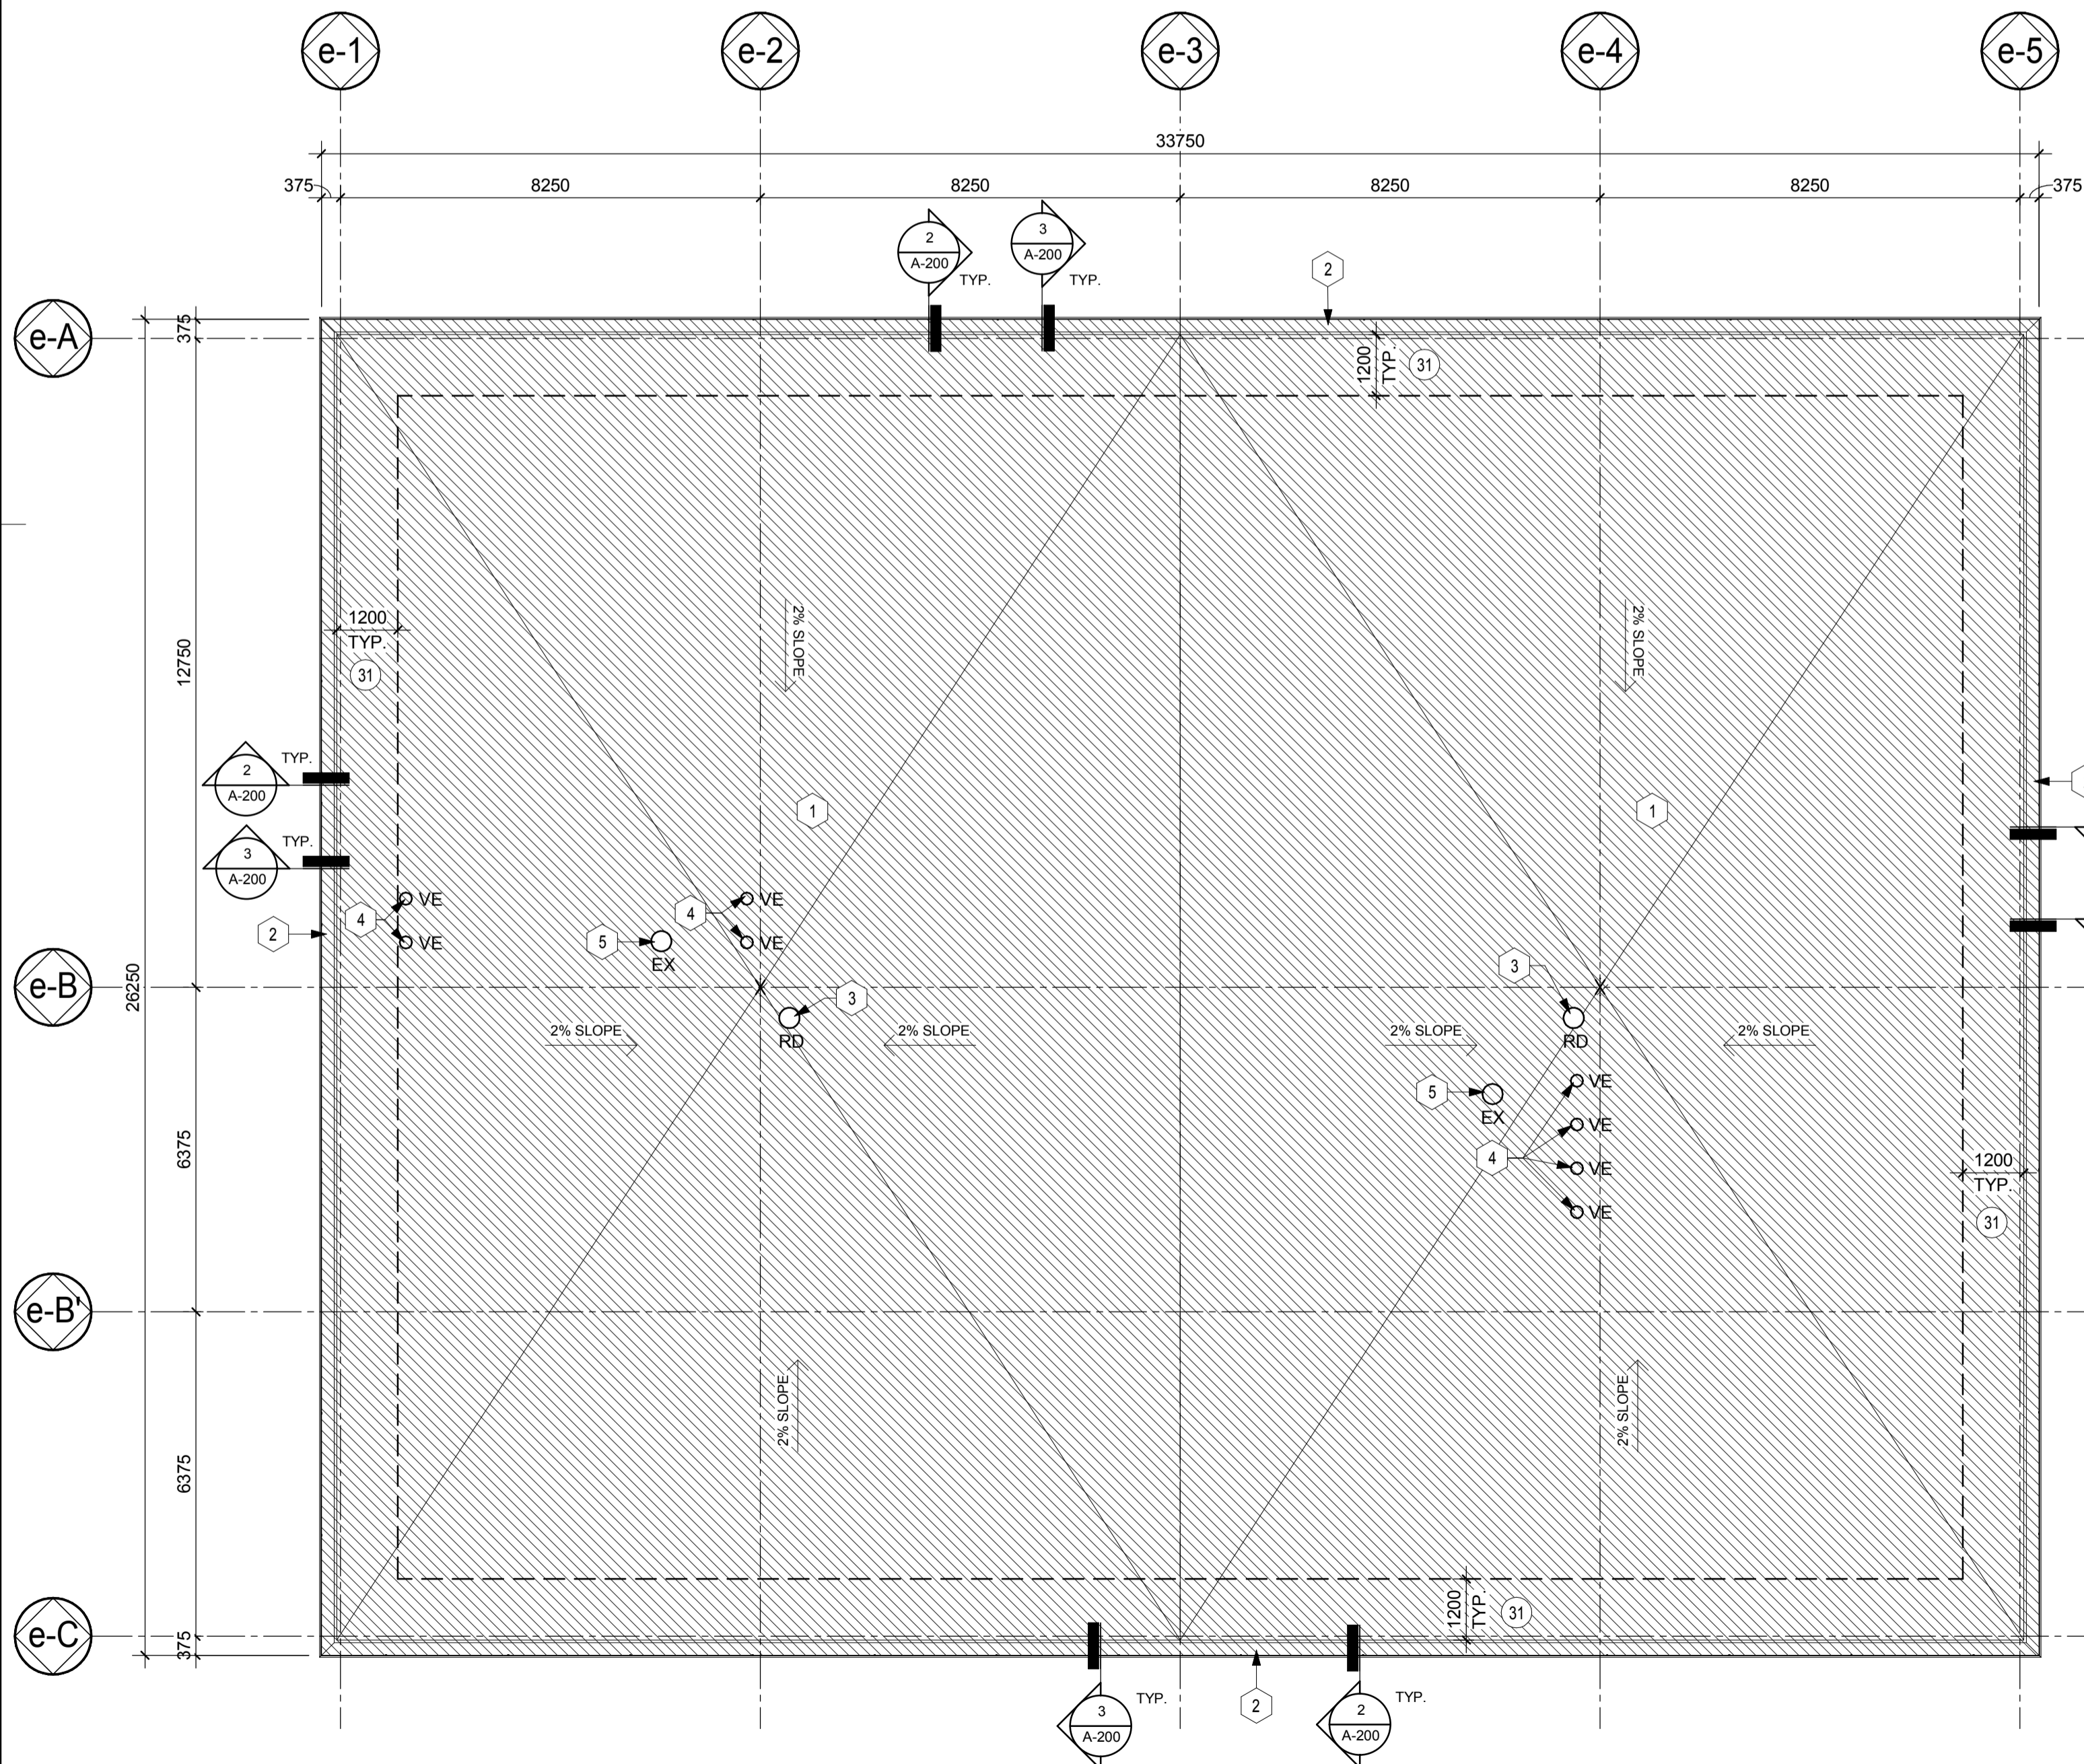 e-1
e-2
e-3
e-4
e-5
33750
375
8250
8250
8250
8250
375
2
A-200
TYP.
3
A-200
TYP.
2
e-A
375
1200
TYP.
31
1200
TYP.
31
12750
2% SLOPE
2% SLOPE
2
A-200
TYP.
3
A-200
TYP.
1
1
4
VE
VE
4
VE
VE
2
5
EX
e-B
26250
3
RD
3
RD
2% SLOPE
2% SLOPE
2% SLOPE
2% SLOPE
5
EX
VE
VE
VE
VE
4
6375
1200
TYP.
31
e-B'
2% SLOPE
2% SLOPE
6375
1200
TYP.
31
e-C
375
3
A-200
TYP.
2
2
A-200
TYP.